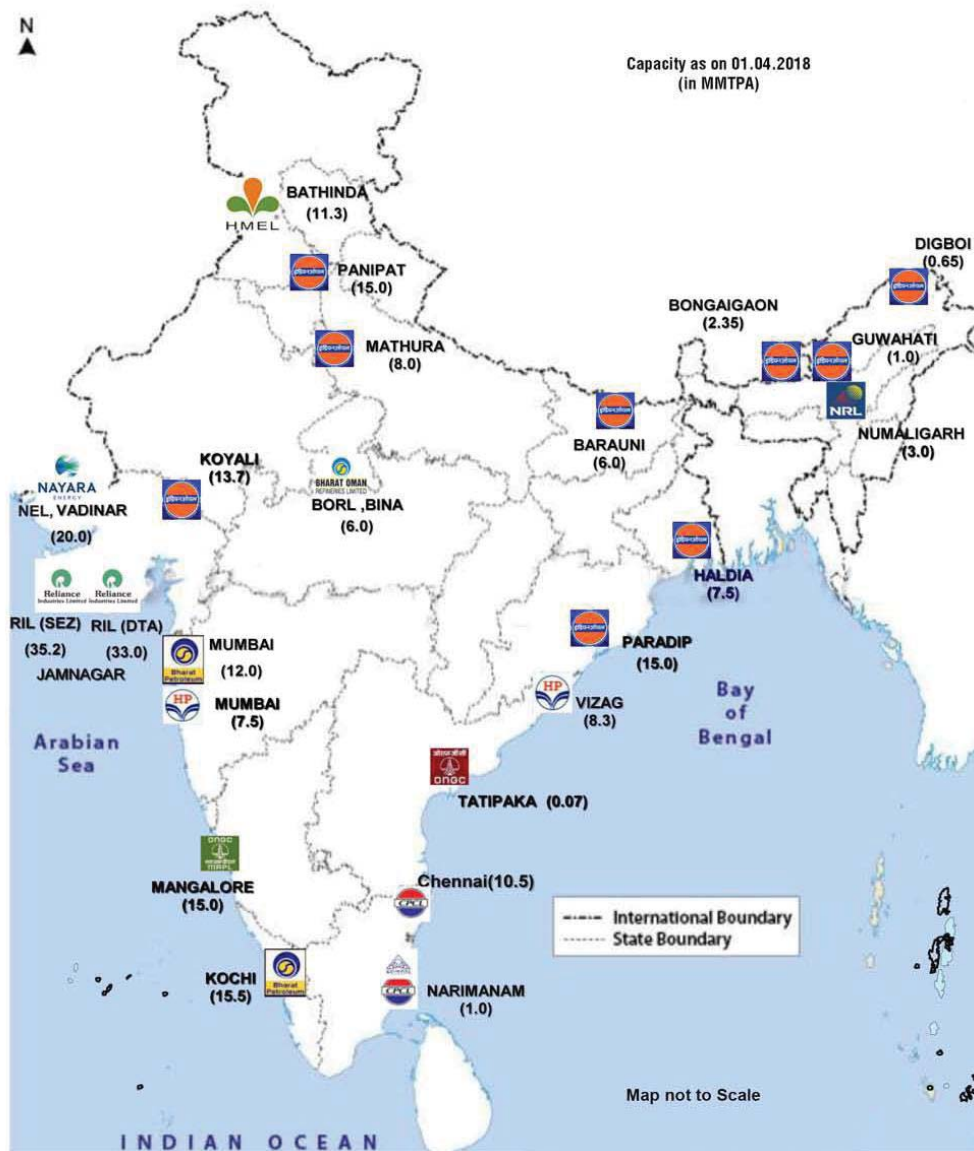 N
Capacity as on 01.04.2018
(in MMTPA)
HMEL
BATHINDA
(11.3)
PANIPAT
(15.0)
MATHURA
(8.0)
DIGBOI
(0.65)
BONGAIGAON
(2.35)
GUWAHATI
(1.0)
NRL
NUMALIGARH
(3.0)
BARAUNI
(6.0)
KOYALI
(13.7)
BHARAT OMAN
REFINERIES LIMITED
BORL ,BINA
(6.0)
NAYARA
ENERGY
NEL, VADINAR
(20.0)
HALDIA
(7.5)
Reliance
Industries Limited
Reliance
Industries Limited
RIL (SEZ)
(35.2)
RIL (DTA)
(33.0)
JAMNAGAR
PARADIP
(15.0)
Bharat
Petroleum
MUMBAI
(12.0)
HP
MUMBAI
(7.5)
HP
VIZAG
(8.3)
Bay
of
Bengal
Arabian
Sea
ओएनजीसी
ONGC
TATIPAKA (0.07)
ONGC
MRPL
MANGALORE
(15.0)
Chennai(10.5)
CPCL
International Boundary
State Boundary
KOCHI
(15.5)
Bharat
Petroleum
CPCL
NARIMANAM
(1.0)
Map not to Scale
INDIAN OCEAN